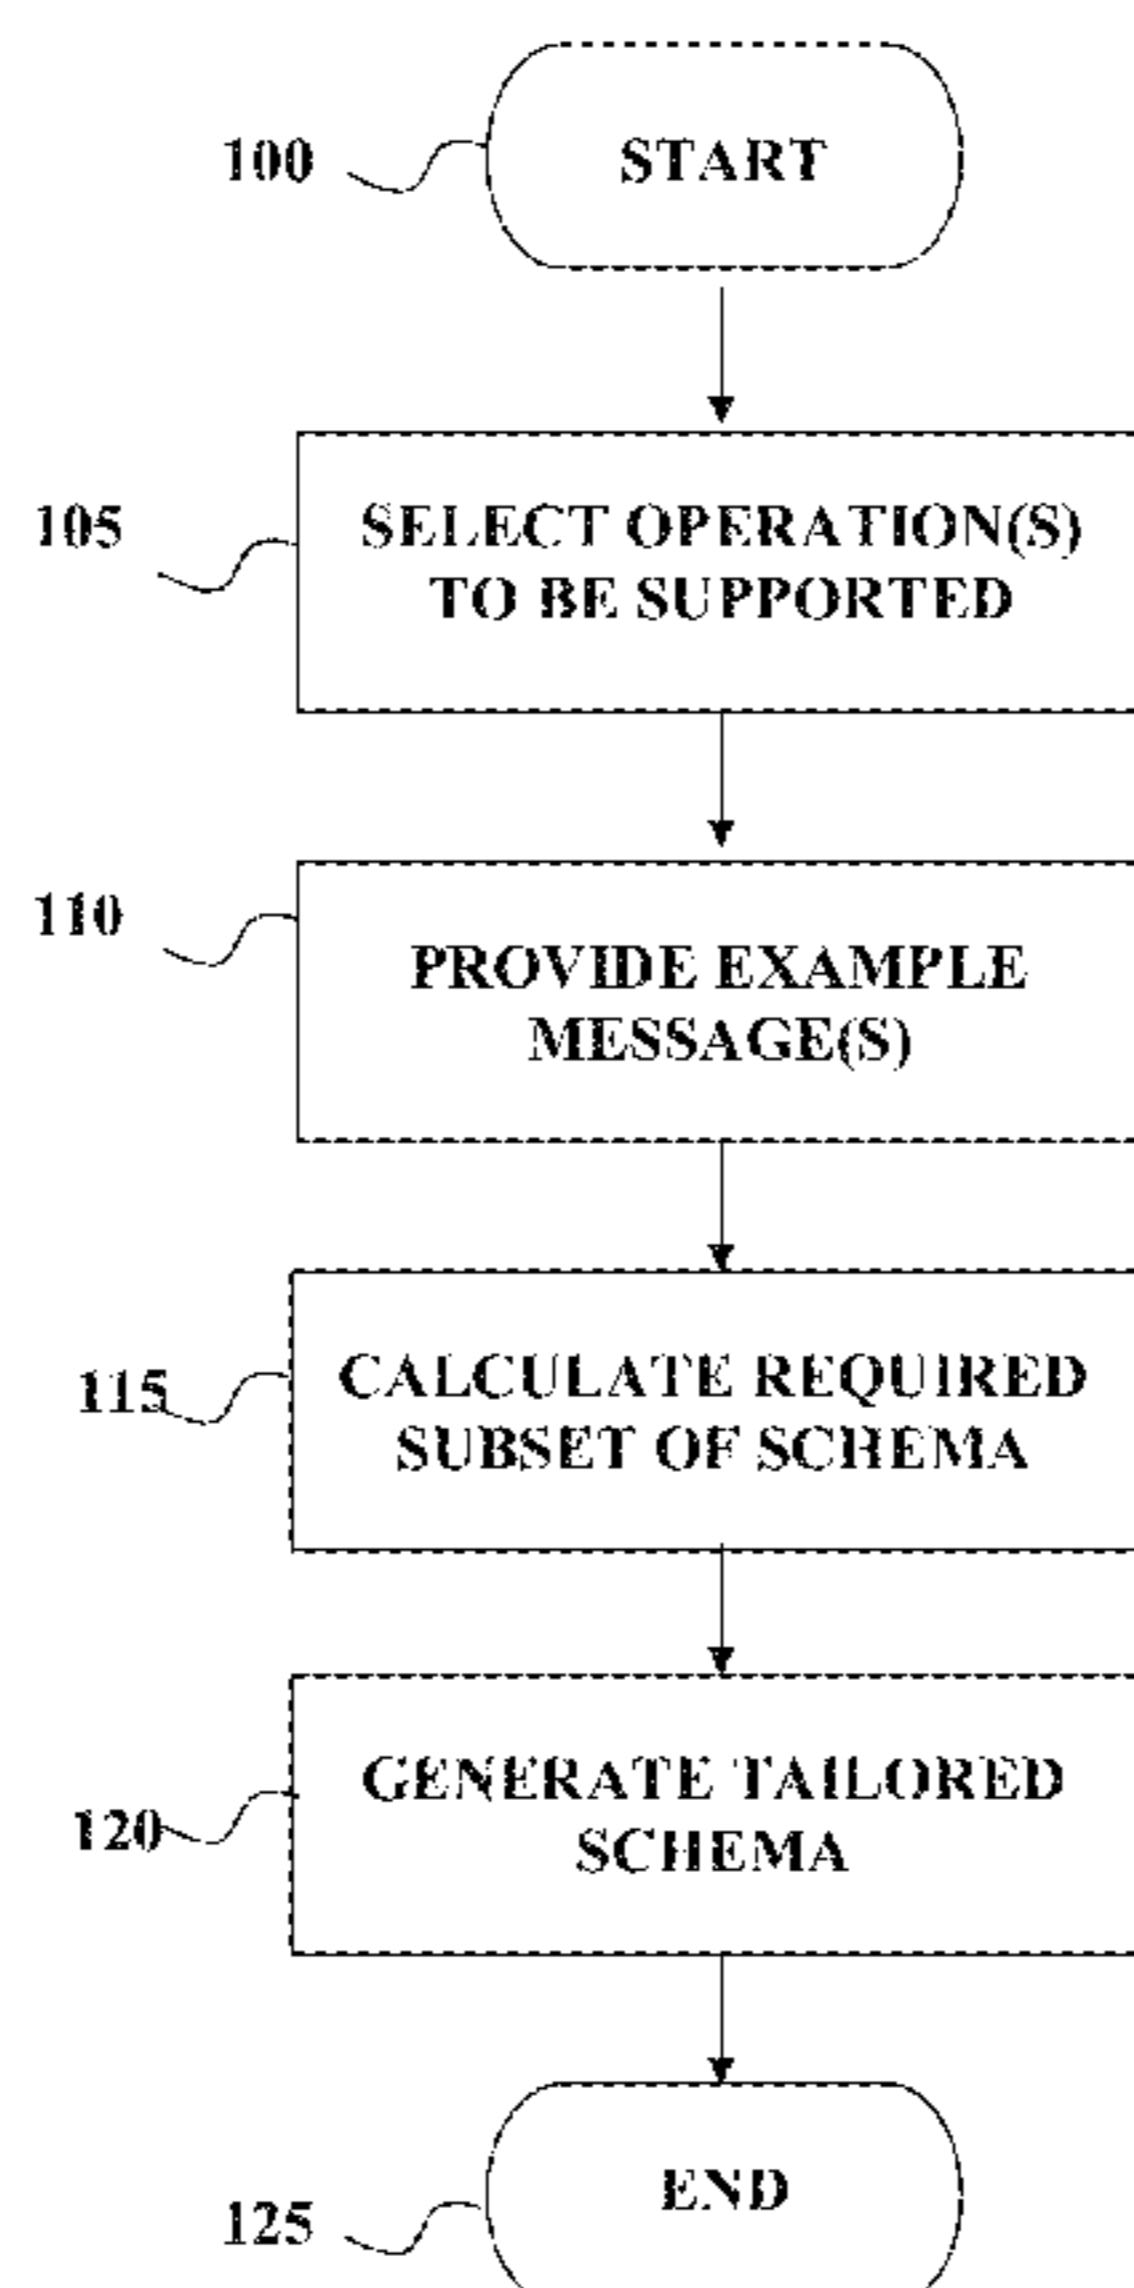 100
START
105
SELECT OPERATION(S)
TO BE SUPPORTED
110
PROVIDE EXAMPLE
MESSAGE(S)
115
CALCULATE REQUIRED
SUBSET OF SCHEMA
120
GENERATE TAILORED
SCHEMA
125
END